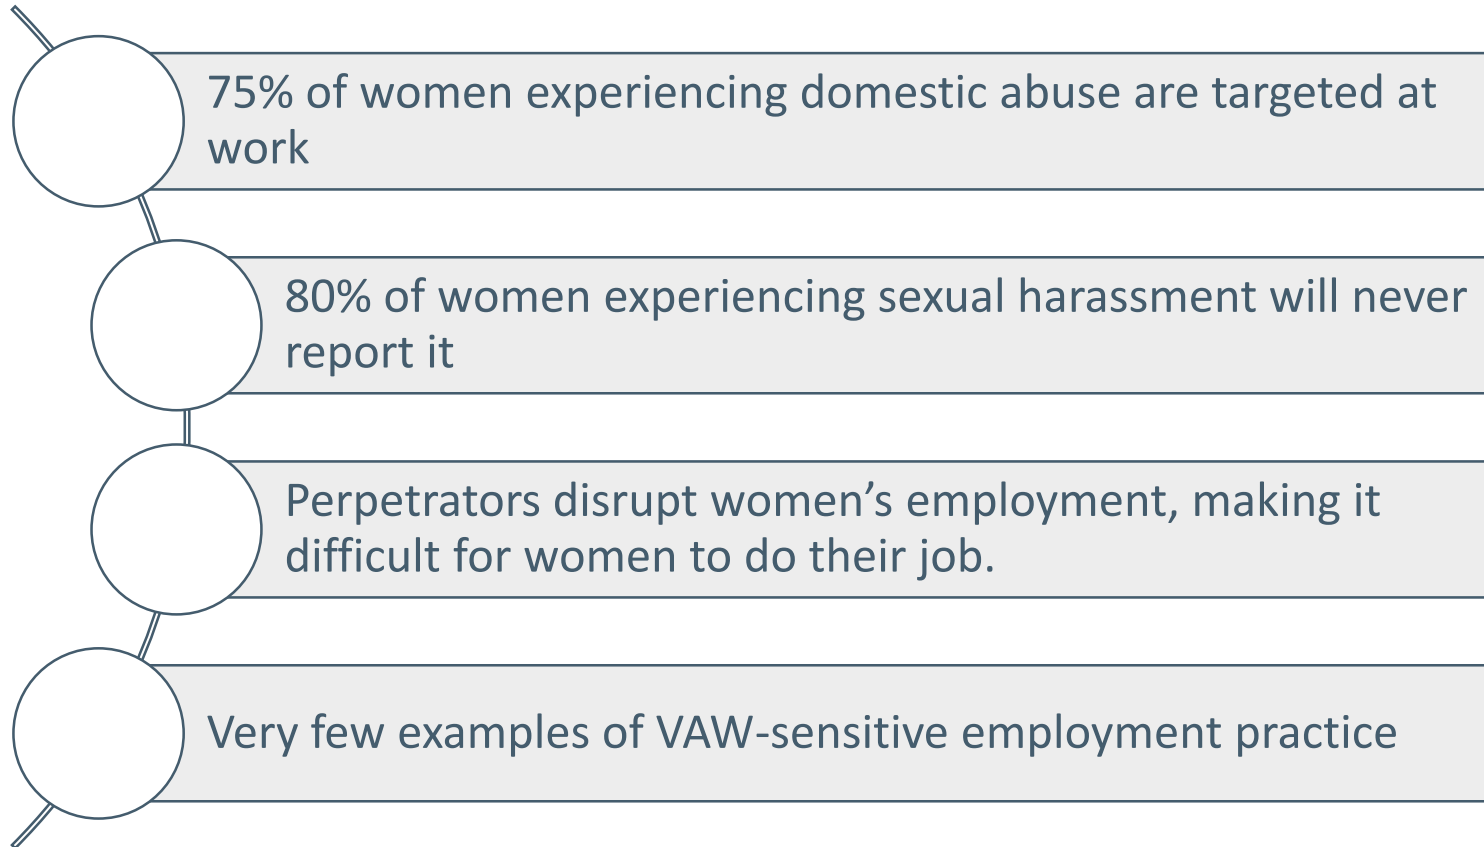 75% of women experiencing domestic abuse are targeted at
work
80% of women experiencing sexual harassment will never
report it
Perpetrators disrupt women’s employment, making it
difficult for women to do their job.
Very few examples of VAW-sensitive employment practice